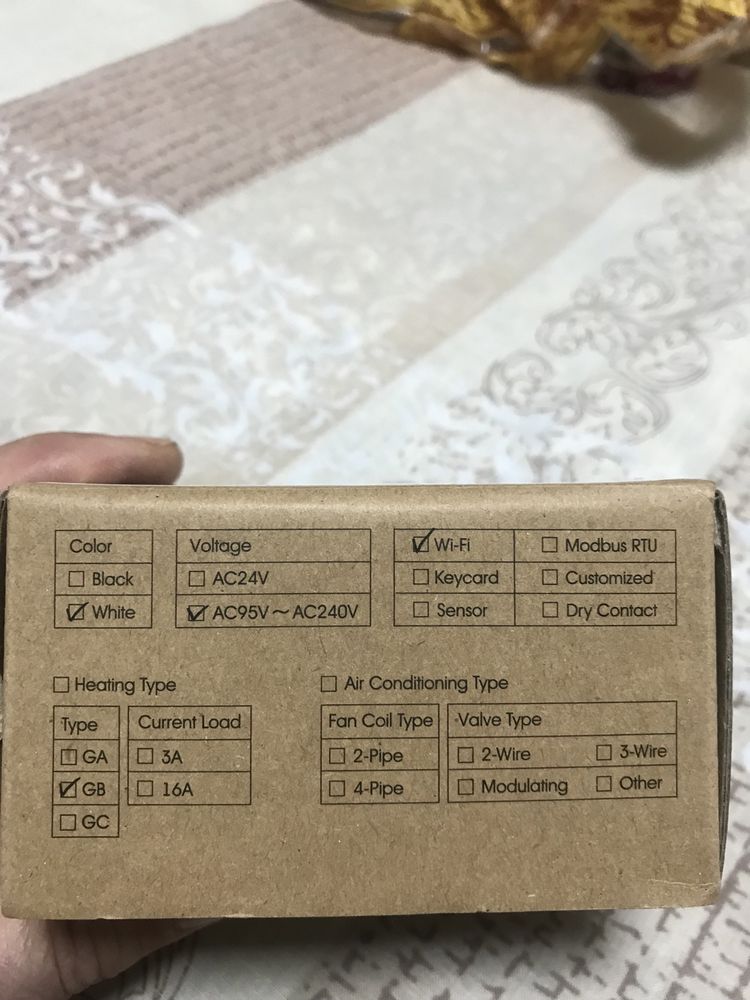 Color
Black
White
Voltage
AC24V
AC95V～AC240V
Wi-Fi
Modbus RTU
Keycard
Customized
Sensor
Dry Contact
Heating Type
Type
GA
GB
GC
Current Load
3A
16A
Air Conditioning Type
Fan Coil Type
2-Pipe
4-Pipe
Valve Type
2-Wire
3-Wire
Modulating
Other